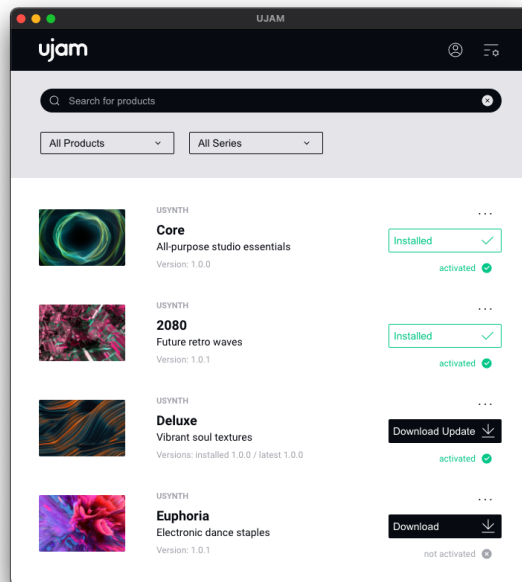 UJAM
ujam
Search for products
All Products
All Series
USYNTH
Core
All-purpose studio essentials
Version: 1.0.0
...
Installed
activated
USYNTH
2080
Future retro waves
Version: 1.0.1
...
Installed
activated
USYNTH
Deluxe
Vibrant soul textures
Versions: installed 1.0.0 / latest 1.0.0
...
Download Update
activated
USYNTH
Euphoria
Electronic dance staples
Version: 1.0.1
...
Download
not activated